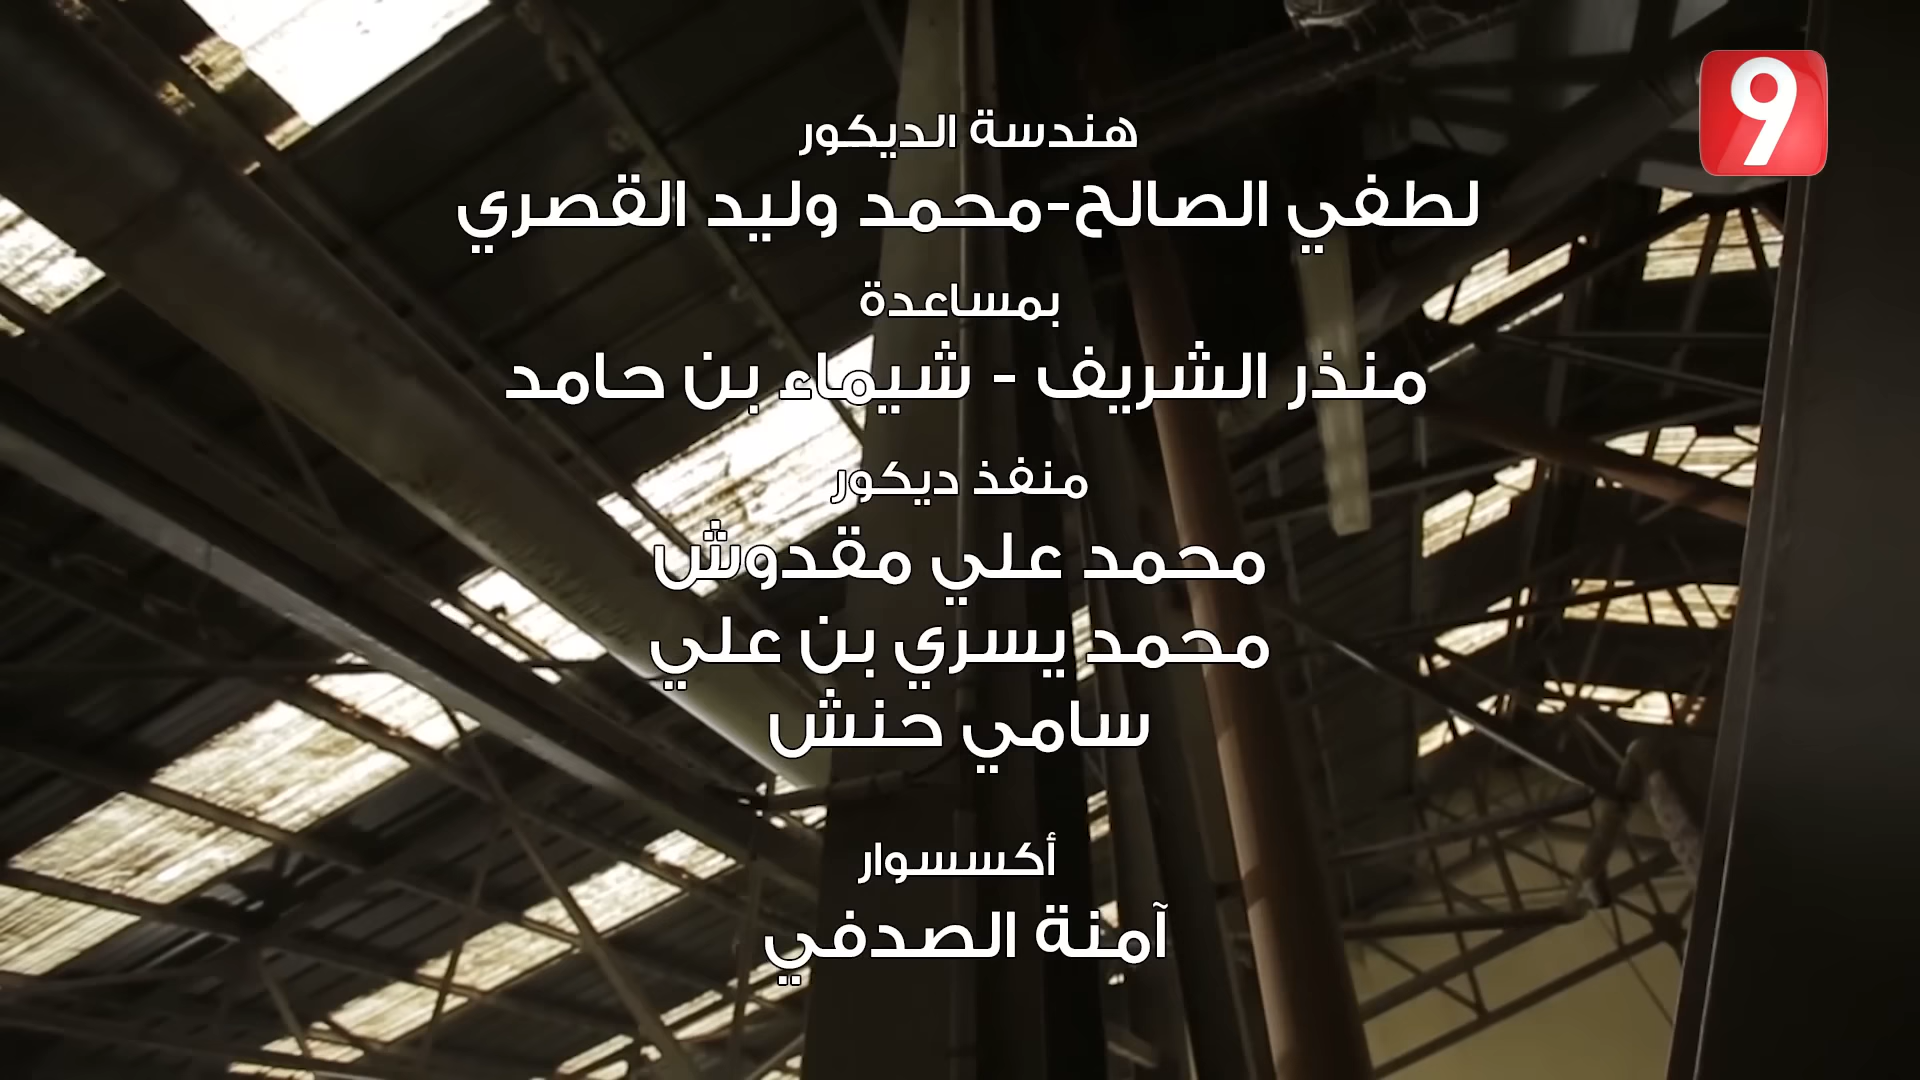 9
هندسة الديكور
لطفي الصالح-محمد وليد القصري
بمساعدة
منذر الشريف - شيماء بن حامد
منفذ ديكور
محمد علي مقدوش
محمد يسري بن علي
سامي حنش
أكسسوار
آمنة الصدفي